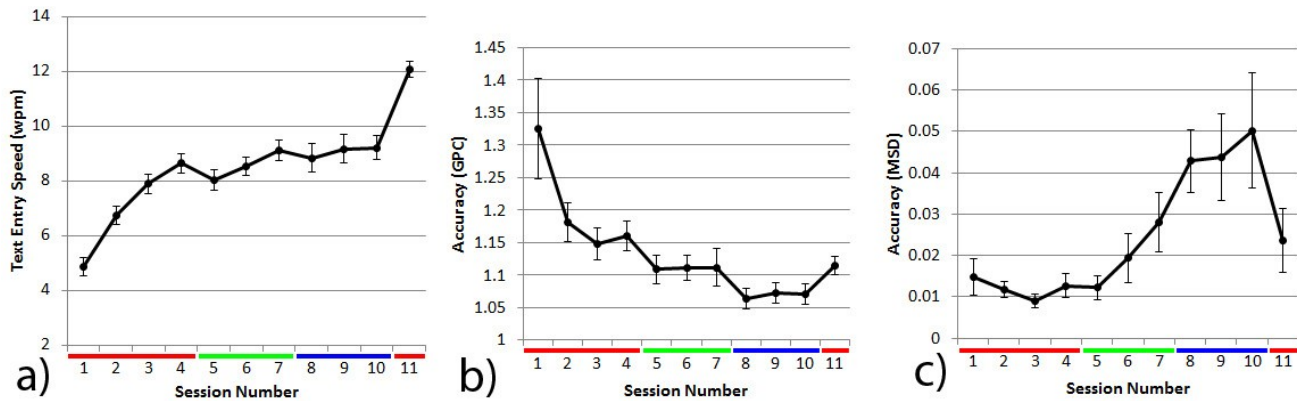 14
12
10
8
6
4
2
Text Entry Speed (wpm)
1 2 3 4 5 6 7 8 9 10 11
Session Number
a)
1.45
1.4
1.35
1.3
1.25
1.2
1.15
1.1
1.05
1
Accuracy (GPC)
1 2 3 4 5 6 7 8 9 10 11
Session Number
b)
0.07
0.06
0.05
0.04
0.03
0.02
0.01
0
Accuracy (MSD)
1 2 3 4 5 6 7 8 9 10 11
Session Number
c)